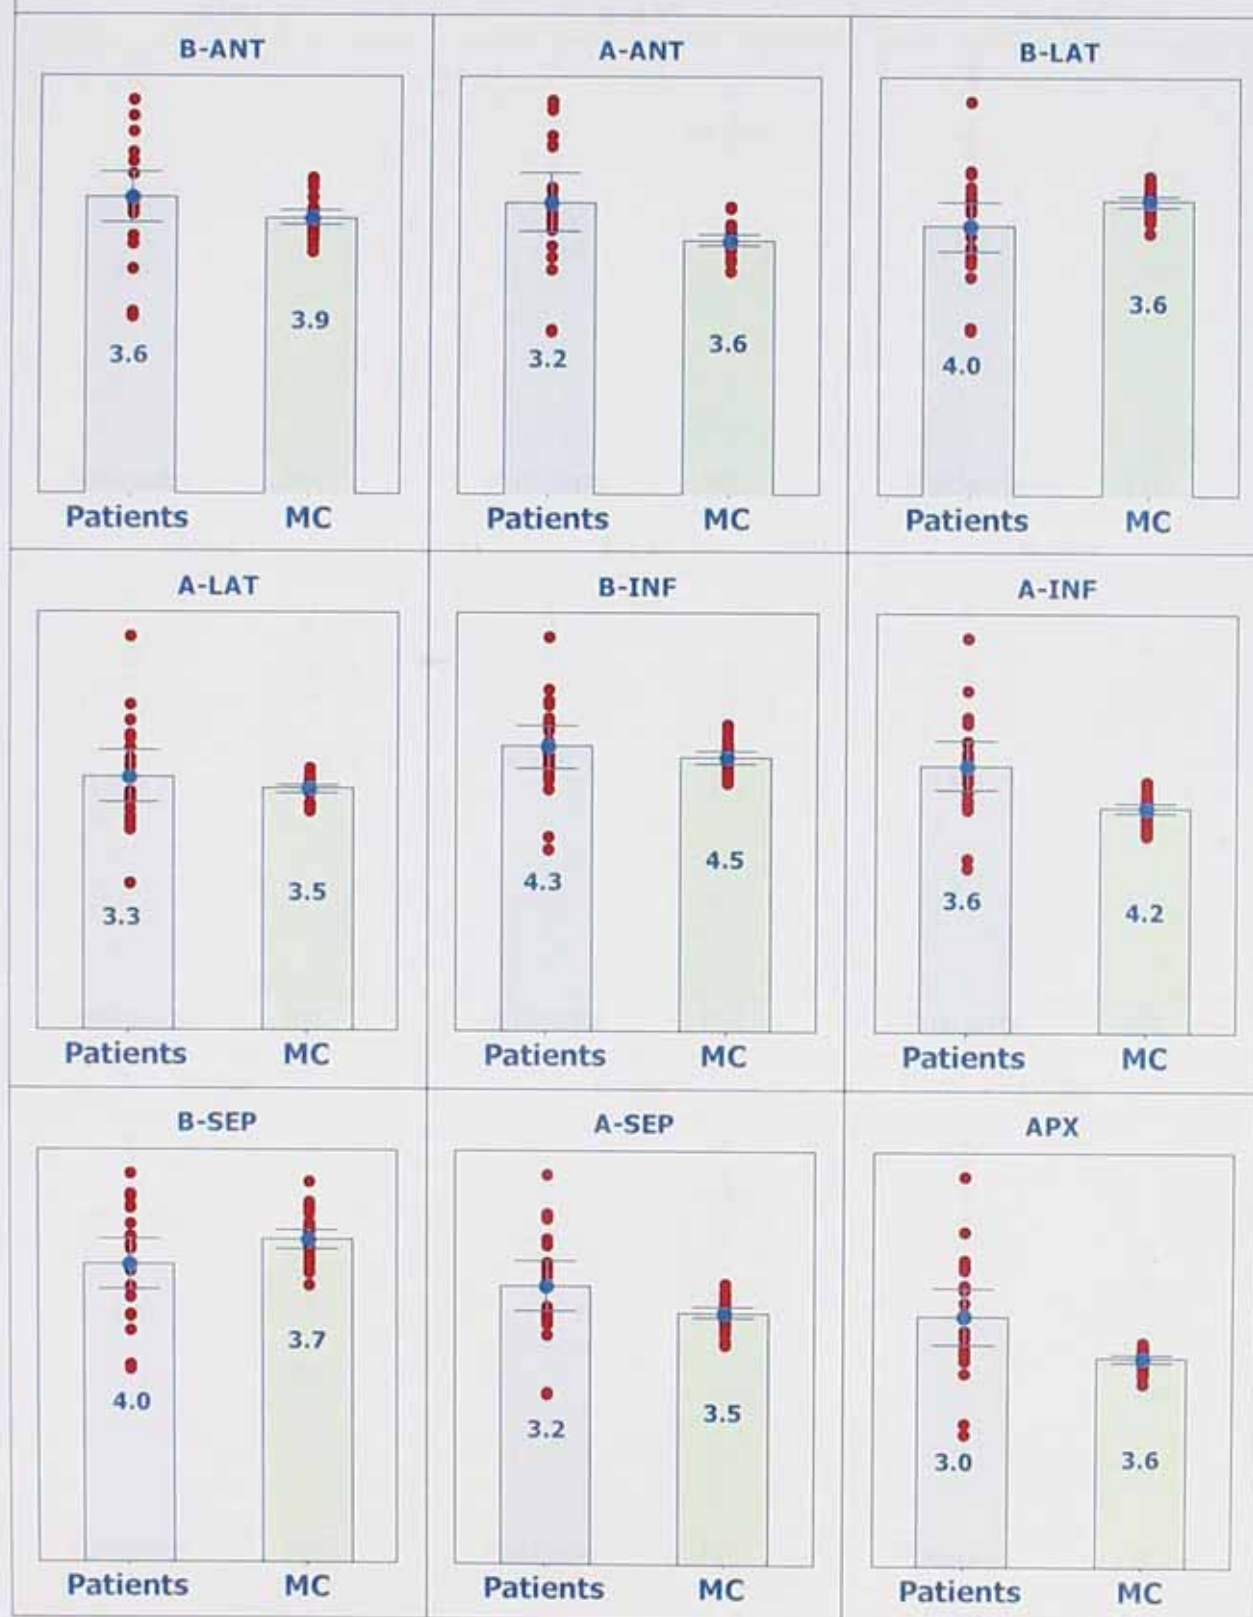 B-ANT
A-ANT
B-LAT
3.6
3.9
3.2
3.6
4.0
3.6
Patients
MC
Patients
MC
Patients
MC
A-LAT
B-INF
A-INF
3.3
3.5
4.3
4.5
3.6
4.2
Patients
MC
Patients
MC
Patients
MC
B-SEP
A-SEP
APX
4.0
3.7
3.2
3.5
3.0
3.6
Patients
MC
Patients
MC
Patients
MC